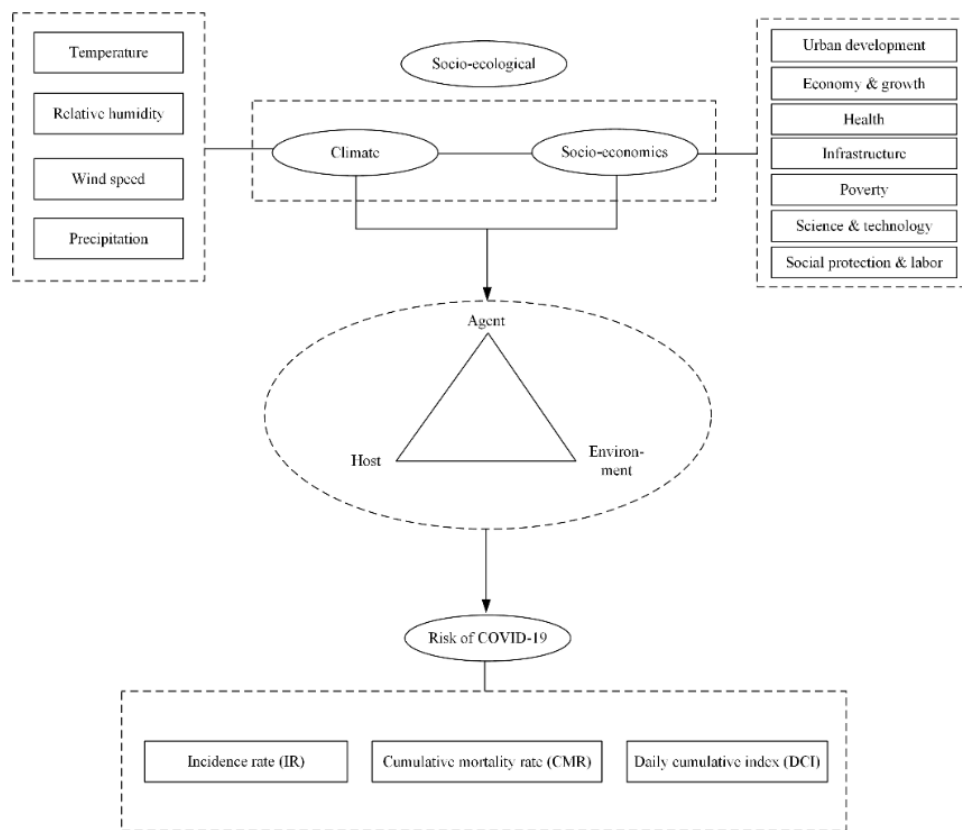 Temperature
Relative humidity
Wind speed
Precipitation
Socio-ecological
Climate
Socio-economics
Urban development
Economy & growth
Health
Infrastructure
Poverty
Science & technology
Social protection & labor
Agent
Host
Environ-
ment
Risk of COVID-19
Incidence rate (IR)
Cumulative mortality rate (CMR)
Daily cumulative index (DCI)